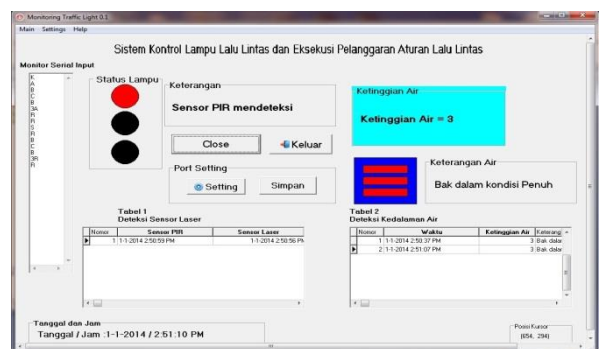 Monitoring Traffic Light 0.1
Main Settings Help
Sistem Kontrol Lampu Lalu Lintas dan Eksekusi Pelanggaran Aturan Lalu Lintas
Monitor Serial Input
K
A
B
C
B
3A
R
R
S
R
B
C
B
3R
R
Status Lampu
Keterangan
Sensor PIR mendeteksi
Close
Keluar
Port Setting
Setting
Simpan
Ketinggian Air
Ketinggian Air = 3
Keterangan Air
Bak dalam kondisi Penuh
Tabel 1
Deteksi Sensor Laser
Nomor Sensor PIR Sensor Laser
1 1-1-2014 2:50:59 PM 1-1-2014 2:50:56 PM
Tabel 2
Deteksi Kedalaman Air
Nomor Waktu Ketinggian Air Keterang
1 1-1-2014 2:50:37 PM 3 Bak dalar
2 1-1-2014 2:51:07 PM 3 Bak dalar
Tanggal dan Jam
Tanggal / Jam :1-1-2014 / 2:51:10 PM
Posisi Kursor
(654, 294)